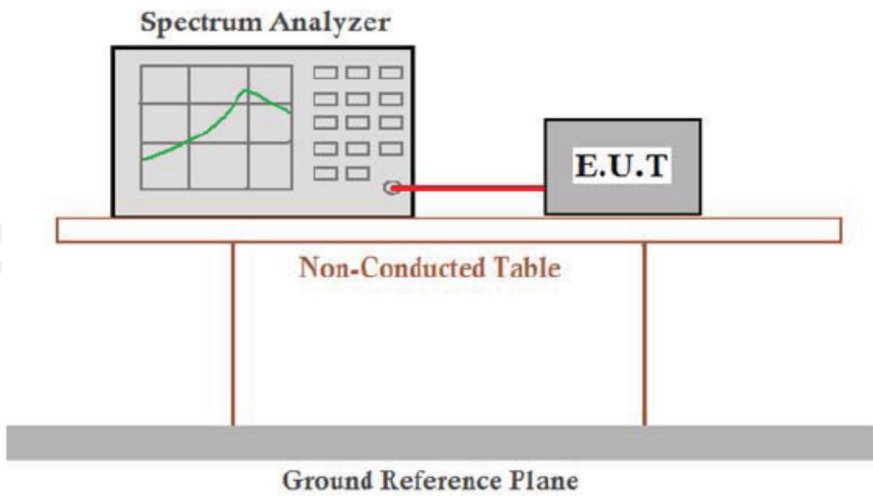 Spectrum Analyzer
E.U.T
Non-Conducted Table
Ground Reference Plane